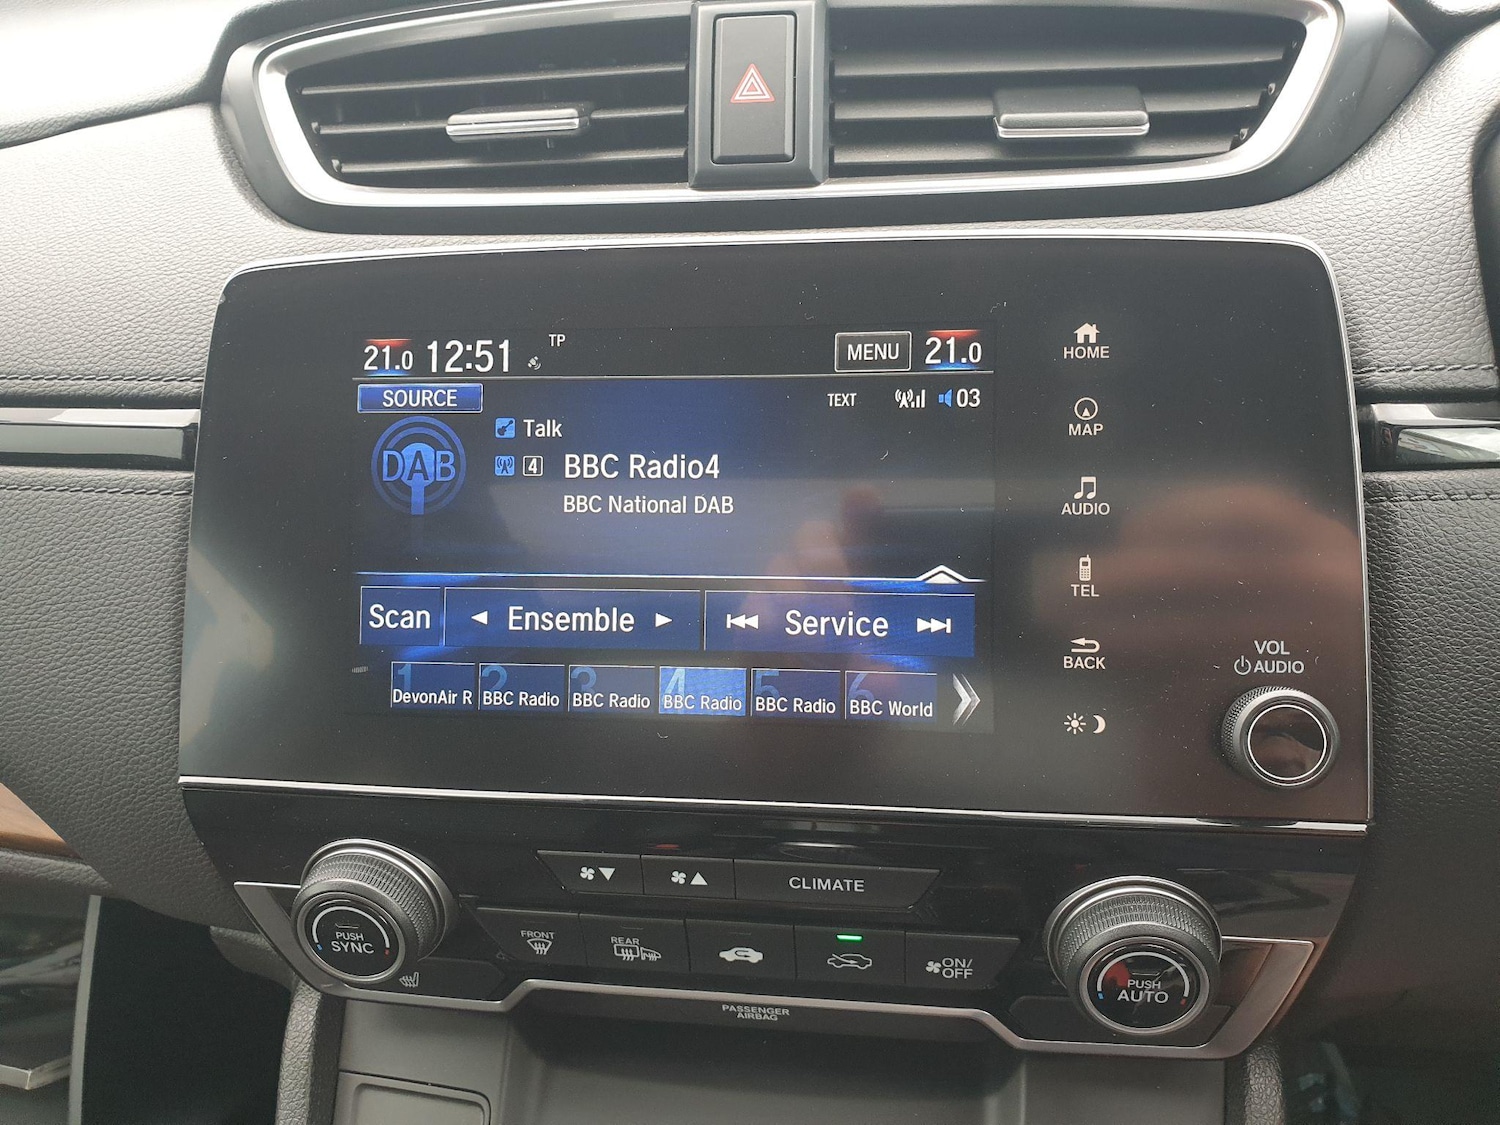 21.0 12:51 TP MENU 21.0
SOURCE TEXT 03
DAB
Talk
4 BBC Radio4
BBC National DAB
Scan Ensemble Service
1 2 3 4 5 6
DevonAir R BBC Radio BBC Radio BBC Radio BBC Radio BBC World
HOME
MAP
AUDIO
TEL
BACK
VOL
AUDIO
CLIMATE
PUSH
SYNC
FRONT
REAR
ON/
OFF
PUSH
AUTO
PASSENGER
AIRBAG